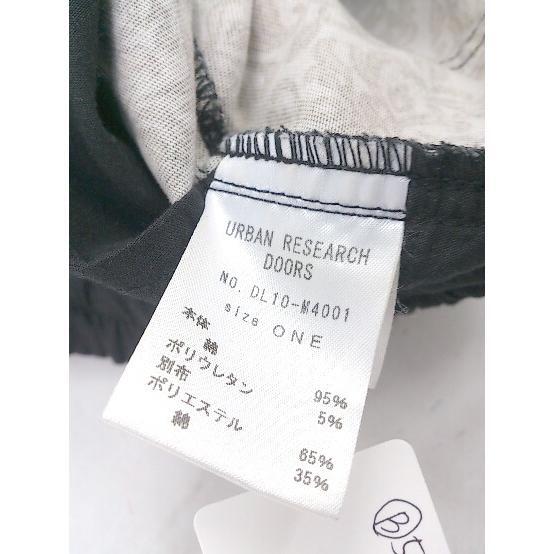 URBAN RESEARCH
DOORS
NO. DL10-M4001
size ONE
本体
綿 95%
ポリウレタン 5%
別布
ポリエステル 65%
綿 35%
B